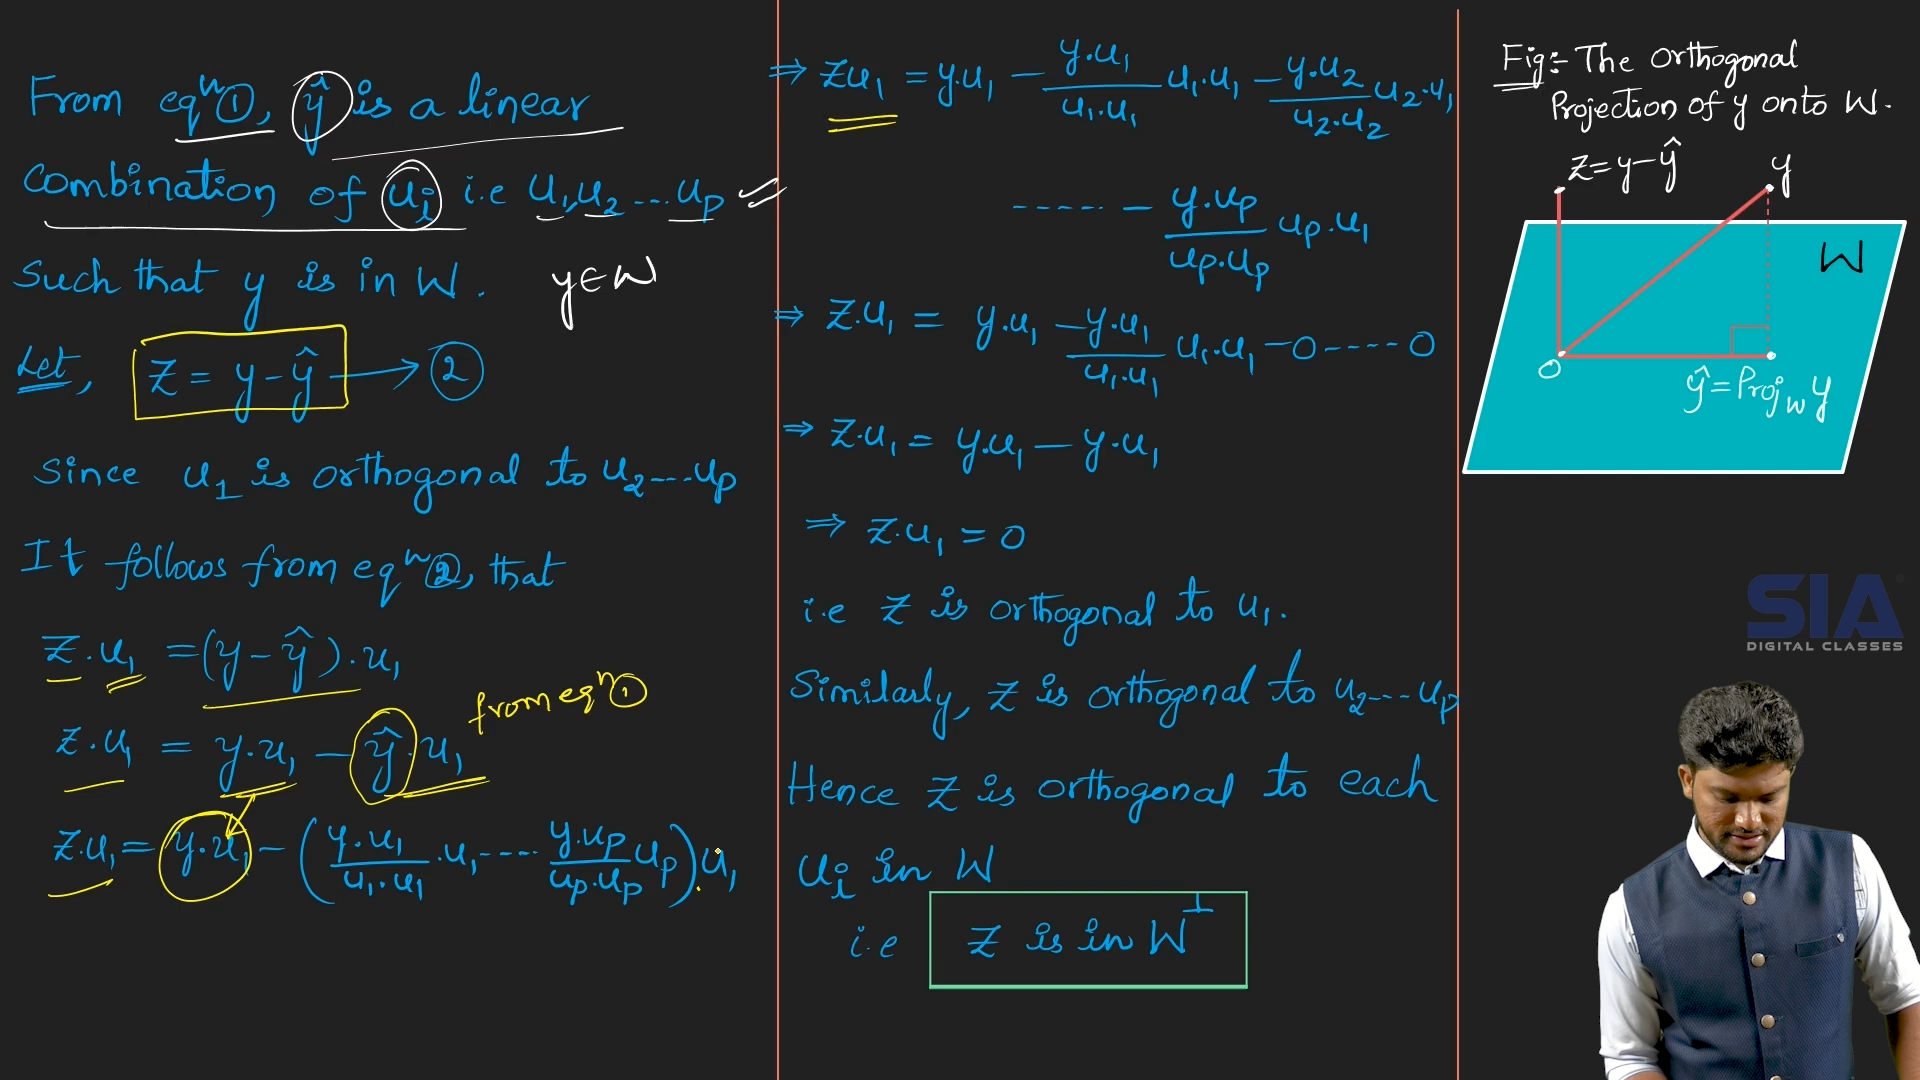 From eqⁿ①, ŷ is a linear
combination of uᵢ i.e u₁,u₂ ... uₚ
Such that y is in W. y∈W
Let, Z = y-ŷ → ②
Since u₁ is orthogonal to u₂---uₚ
It follows from eqⁿ②, that
Z.u₁ = (y-ŷ).u₁
Z.u₁ = y.u₁ - ŷ.u₁ from eqⁿ①
Z.u₁ = y.u₁ - (y.u₁/u₁.u₁ .u₁ ---- y.uₚ/uₚ.uₚ uₚ).u₁
⇒ Zu₁ = y.u₁ - y.u₁/u₁.u₁ u₁.u₁ - y.u₂/u₂.u₂ u₂.u₁
----- - y.uₚ/uₚ.uₚ uₚ.u₁
⇒ Z.u₁ = y.u₁ - y.u₁/u₁.u₁ u₁.u₁ -0----0
⇒ Z.u₁ = y.u₁ - y.u₁
⇒ Z.u₁ = 0
i.e Z is orthogonal to u₁.
Similarly, Z is orthogonal to u₂---uₚ
Hence Z is orthogonal to each
uᵢ in W
i.e Z is in W⊥
Fig:- The Orthogonal
Projection of y onto W.
Z=y-ŷ
y
W
0
ŷ=Projw y
SIA
DIGITAL CLASSES